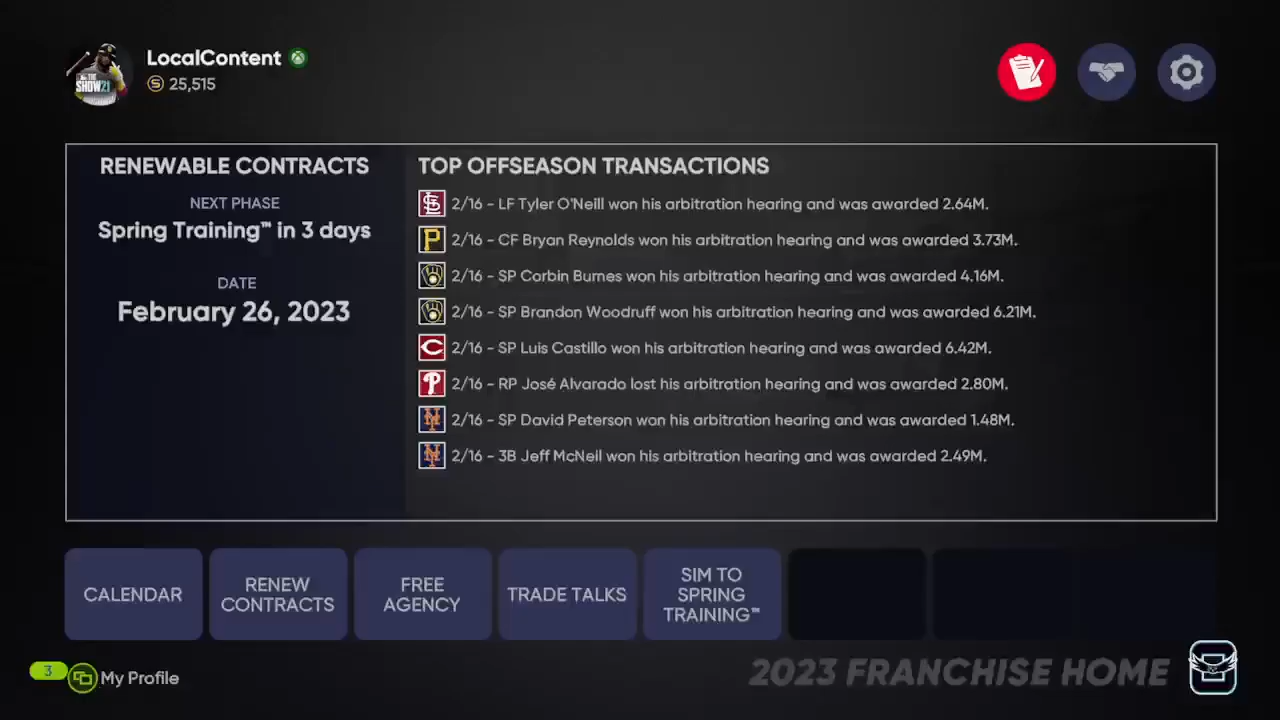 LocalContent
25,515
THE
SHOW21
RENEWABLE CONTRACTS
NEXT PHASE
Spring Training™ in 3 days
DATE
February 26, 2023
TOP OFFSEASON TRANSACTIONS
2/16 - LF Tyler O'Neill won his arbitration hearing and was awarded 2.64M.
2/16 - CF Bryan Reynolds won his arbitration hearing and was awarded 3.73M.
2/16 - SP Corbin Burnes won his arbitration hearing and was awarded 4.16M.
2/16 - SP Brandon Woodruff won his arbitration hearing and was awarded 6.21M.
2/16 - SP Luis Castillo won his arbitration hearing and was awarded 6.42M.
2/16 - RP José Alvarado lost his arbitration hearing and was awarded 2.80M.
2/16 - SP David Peterson won his arbitration hearing and was awarded 1.48M.
2/16 - 3B Jeff McNeil won his arbitration hearing and was awarded 2.49M.
CALENDAR
RENEW
CONTRACTS
FREE
AGENCY
TRADE TALKS
SIM TO
SPRING
TRAINING™
3
My Profile
2023 FRANCHISE HOME